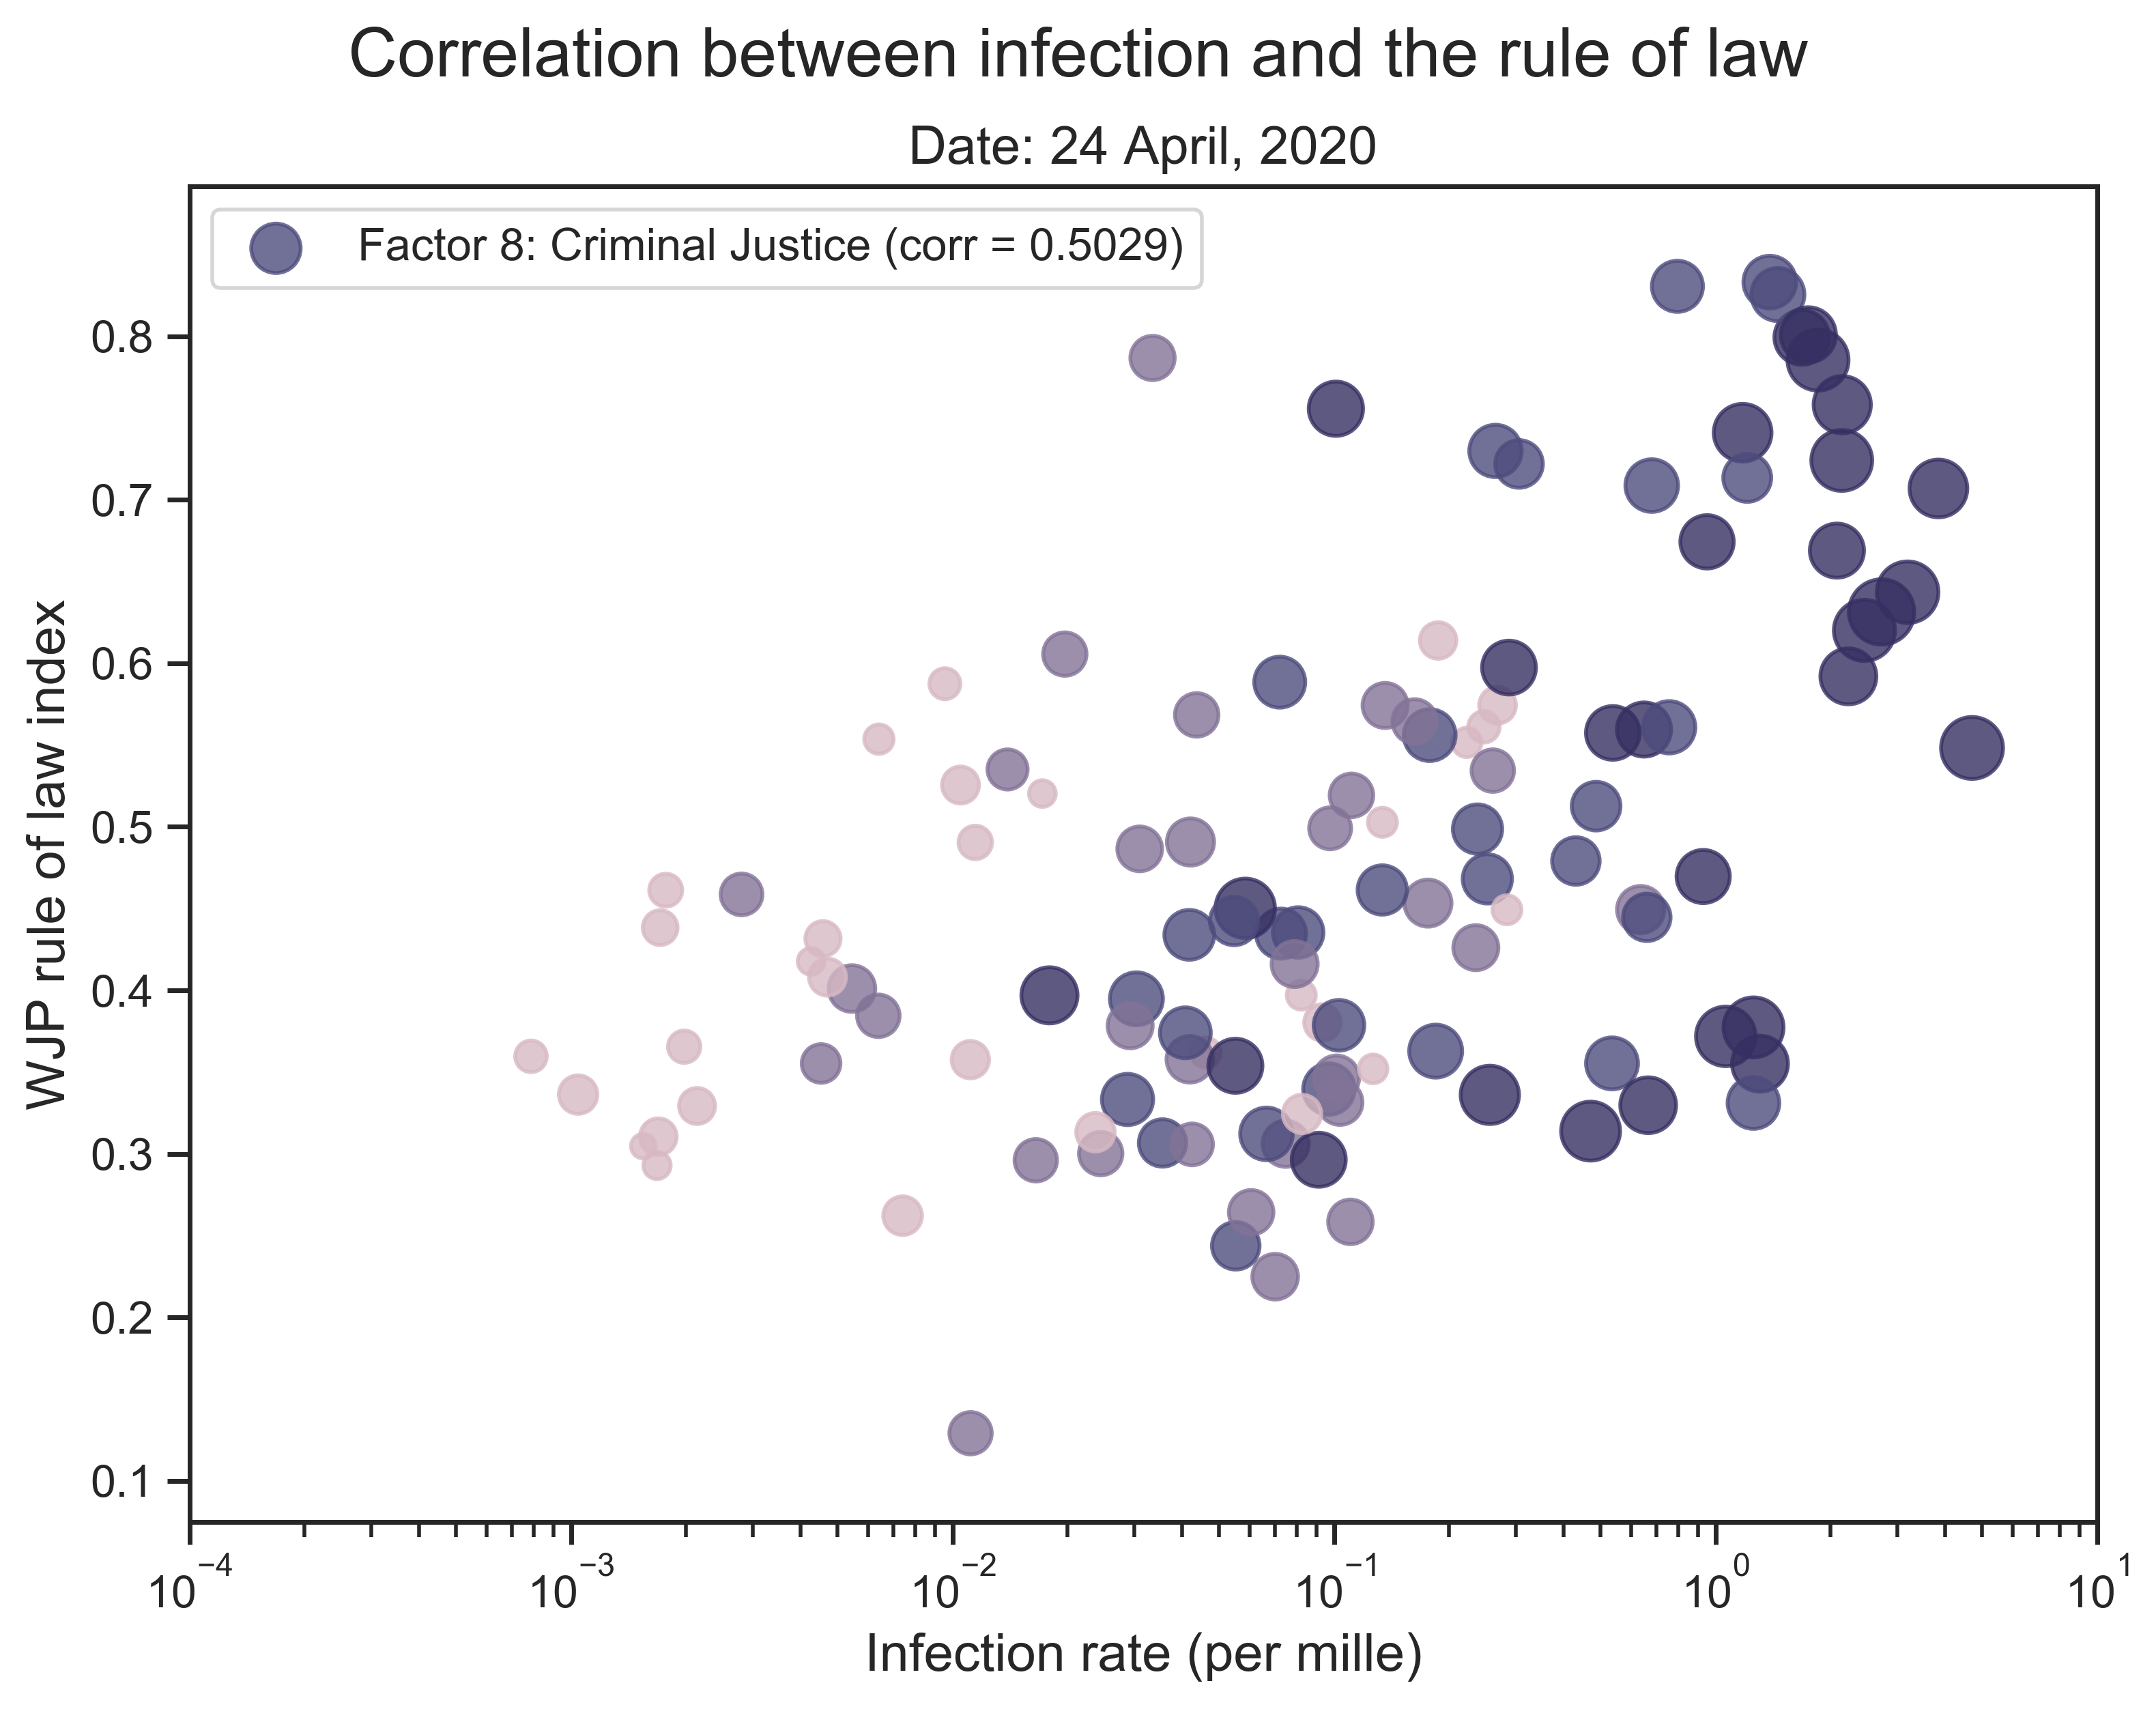 Correlation between infection and the rule of law
Date: 24 April, 2020
Factor 8: Criminal Justice (corr = 0.5029)
WJP rule of law index
0.8
0.7
0.6
0.5
0.4
0.3
0.2
0.1
10⁻⁴ 10⁻³ 10⁻² 10⁻¹ 10⁰ 10¹
Infection rate (per mille)